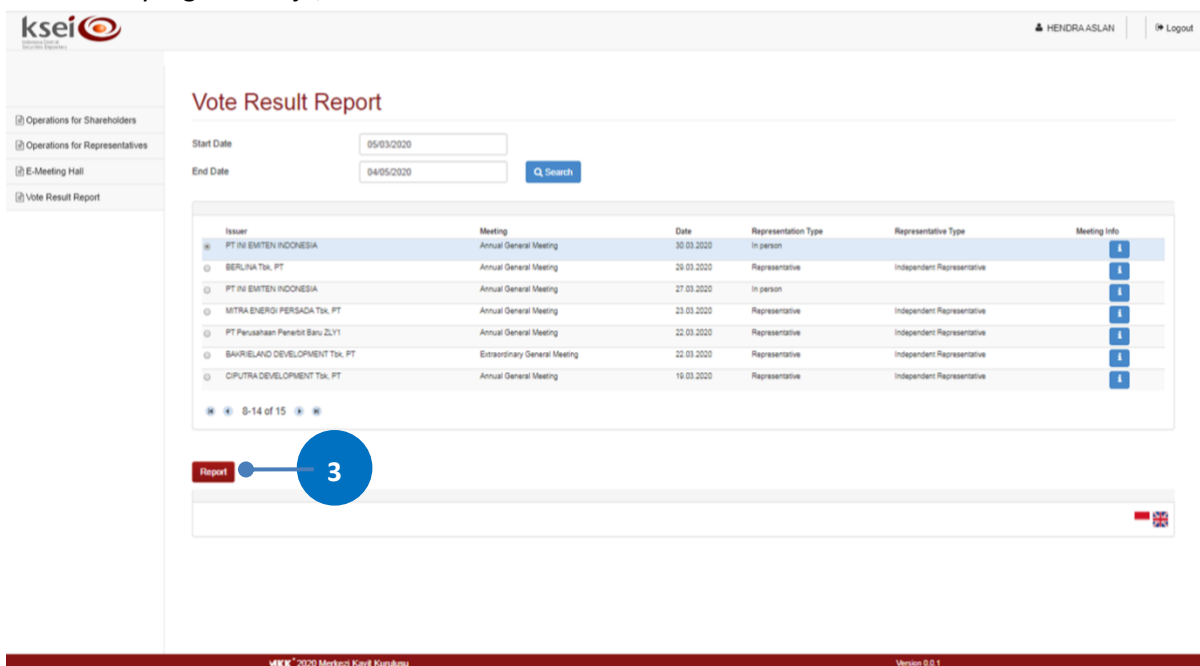 ksei
HENDRA ASLAN
Logout
Operations for Shareholders
Operations for Representatives
E-Meeting Hall
Vote Result Report
Vote Result Report
Start Date 05/03/2020
End Date 04/05/2020 Search
Issuer Meeting Date Representation Type Representative Type Meeting Info
PT INI EMITEN INDONESIA Annual General Meeting 30.03.2020 In person i
BERLINA Tbk, PT Annual General Meeting 29.03.2020 Representative Independent Representative i
PT INI EMITEN INDONESIA Annual General Meeting 27.03.2020 In person i
MITRA ENERGI PERSADA Tbk, PT Annual General Meeting 23.03.2020 Representative Independent Representative i
PT Perusahaan Penerbit Baru ZLY1 Annual General Meeting 22.03.2020 Representative Independent Representative i
BAKRIELAND DEVELOPMENT Tbk, PT Extraordinary General Meeting 22.03.2020 Representative Independent Representative i
CIPUTRA DEVELOPMENT Tbk, PT Annual General Meeting 19.03.2020 Representative Independent Representative i
8-14 of 15
Report
3
MKK 2020 Merkezi Kayit Kurulusu Version 0.0.1